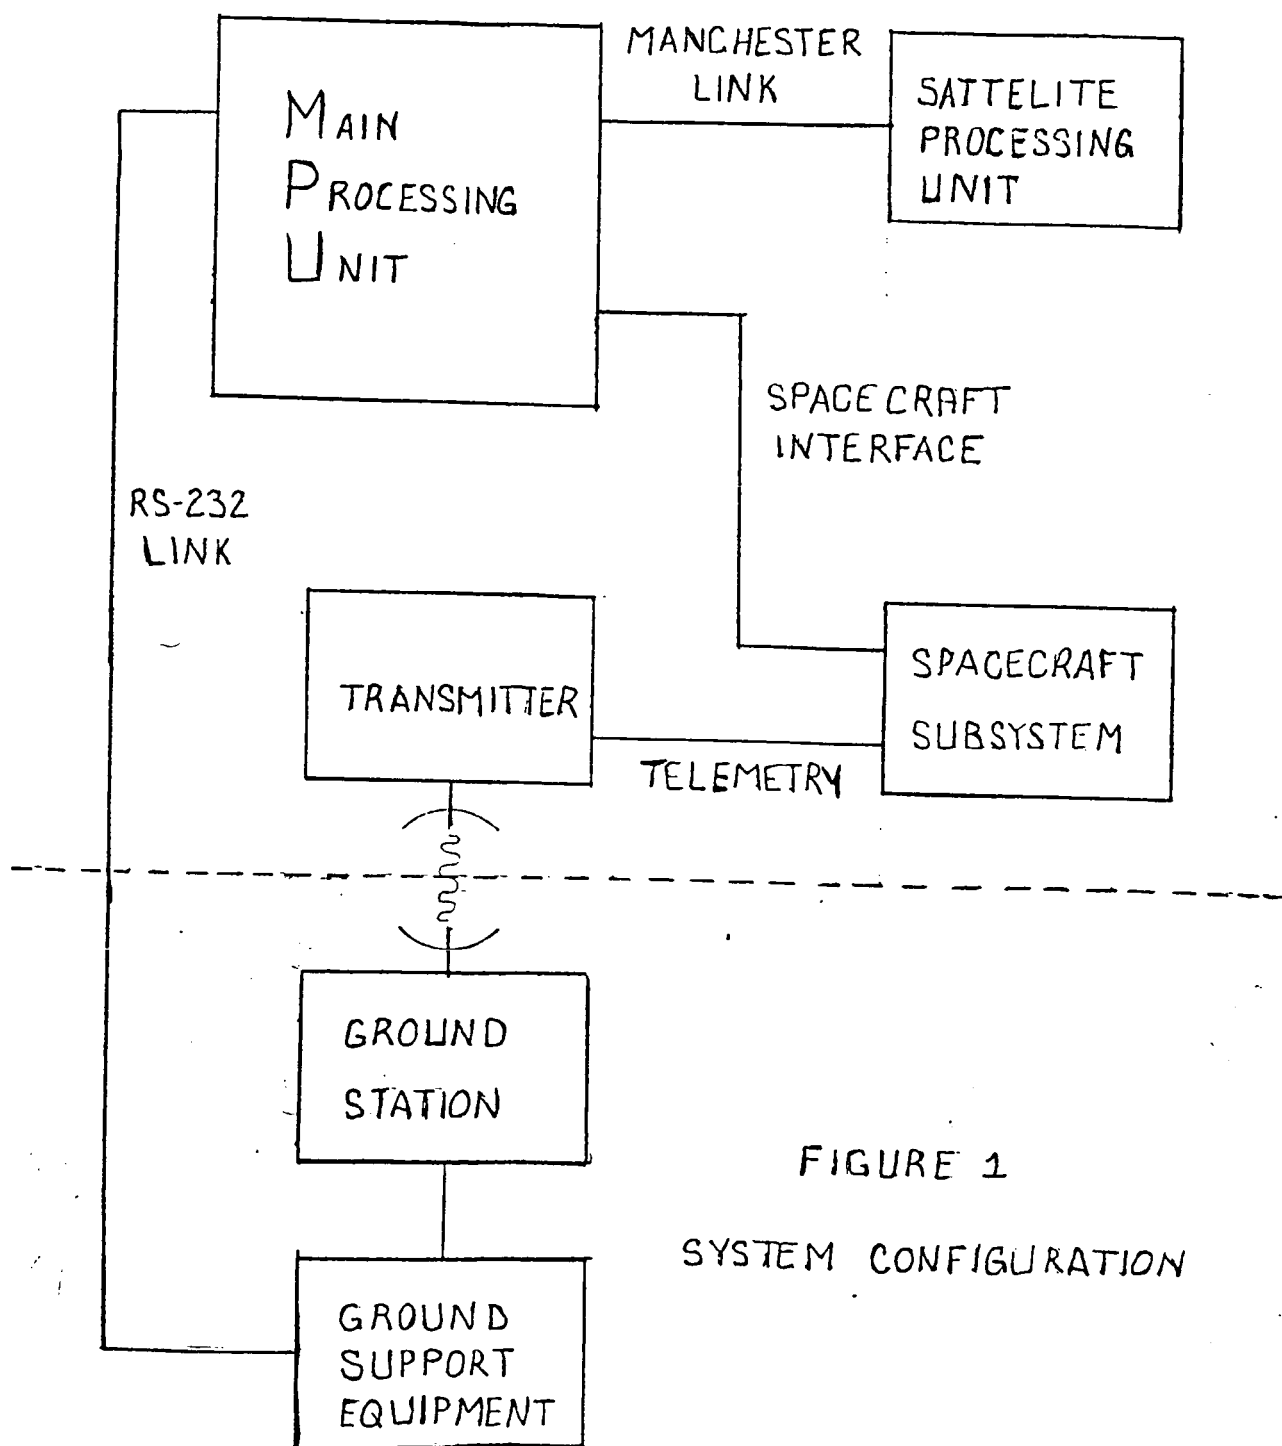 MAIN
PROCESSING
UNIT
MANCHESTER
LINK
SATTELITE
PROCESSING
UNIT
SPACECRAFT
INTERFACE
RS-232
LINK
TRANSMITTER
TELEMETRY
SPACECRAFT
SUBSYSTEM
GROUND
STATION
FIGURE 1
SYSTEM CONFIGURATION
GROUND
SUPPORT
EQUIPMENT